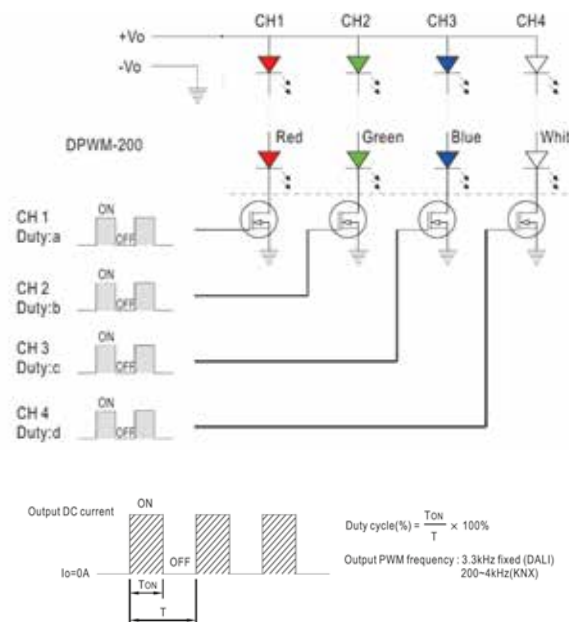 CH1 CH2 CH3 CH4
+Vo
-Vo
DPWM-200
Red Green Blue Whit
CH 1
Duty:a
ON
OFF
CH 2
Duty:b
ON
OFF
CH 3
Duty:c
ON
OFF
CH 4
Duty:d
ON
OFF
Output DC current
ON
OFF
Io=0A
TON
T
Duty cycle(%) = TON / T × 100%
Output PWM frequency : 3.3kHz fixed (DALI)
200~4kHz(KNX)